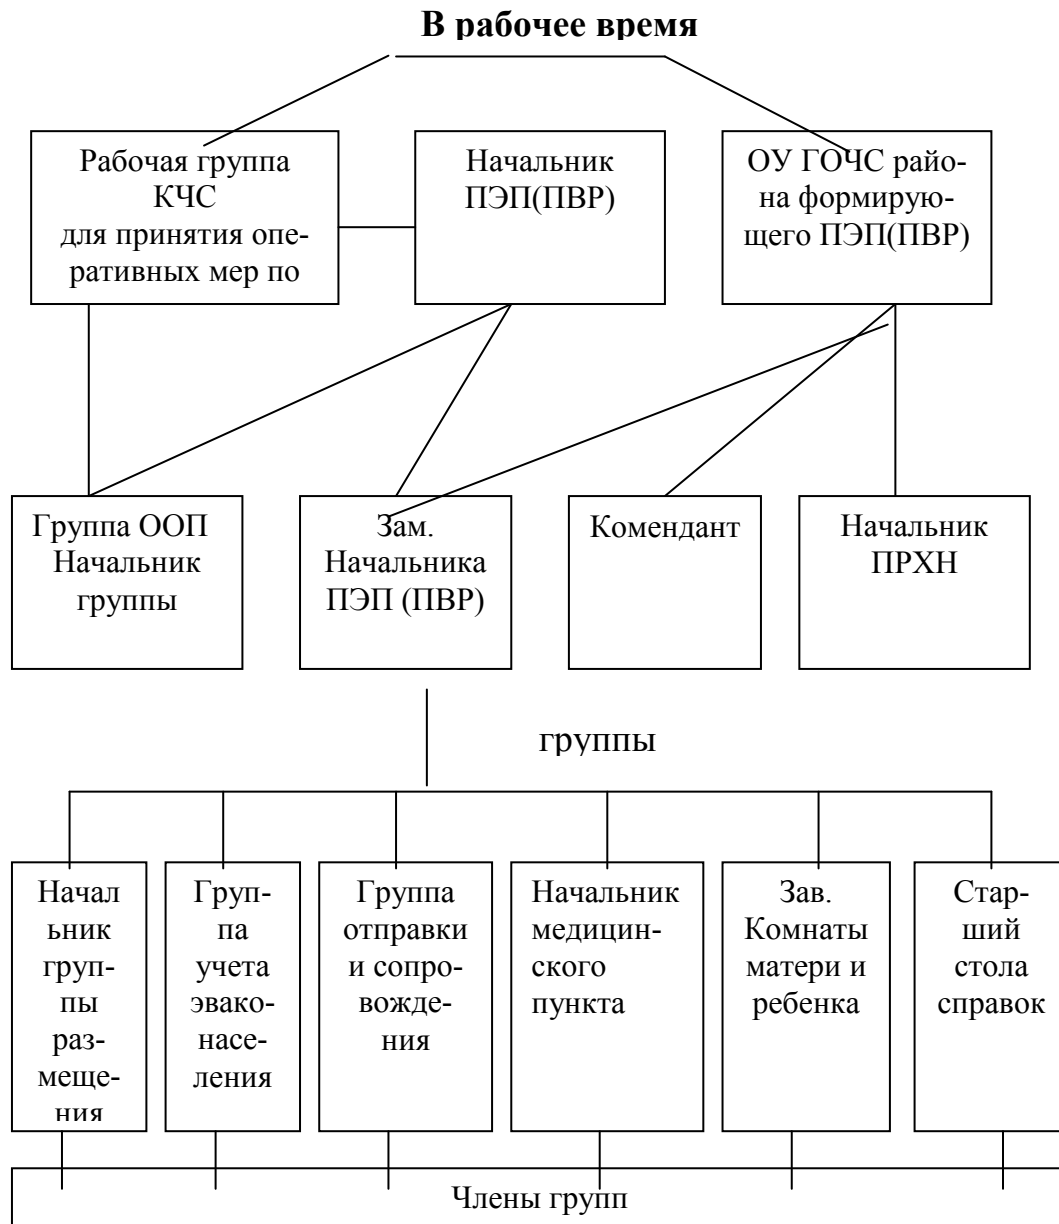 В рабочее время
Рабочая группа
КЧС
для принятия опе-
ративных мер по
Начальник
ПЭП(ПВР)
ОУ ГОЧС райо-
на формирую-
щего ПЭП(ПВР)
Группа ООП
Начальник
группы
Зам.
Начальника
ПЭП (ПВР)
Комендант
Начальник
ПРХН
группы
Начал
ьник
груп-
пы
раз-
меще-
ния
Груп-
па
учета
эвако-
насе-
ления
Группа
отправки
и сопро-
вожде-
ния
Начальник
медицин-
ского
пункта
Зав.
Комнаты
матери и
ребенка
Стар-
ший
стола
справок
Члены групп